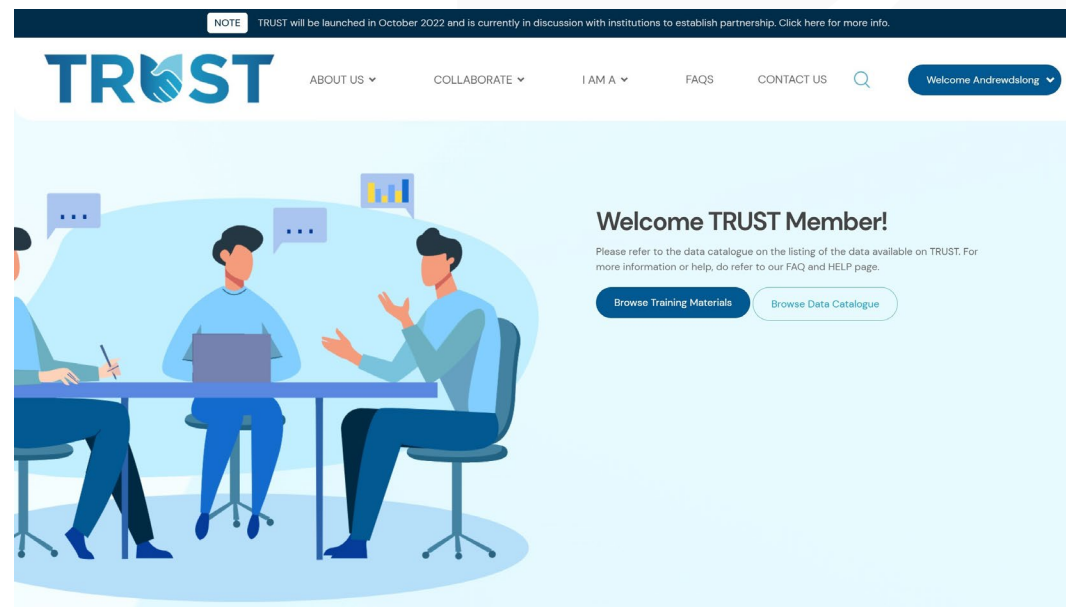 NOTE TRUST will be launched in October 2022 and is currently in discussion with institutions to establish partnership. Click here for more info.
TRUST ABOUT US COLLABORATE I AM A FAQS CONTACT US Welcome Andrewdslong
...
...
Welcome TRUST Member!
Please refer to the data catalogue on the listing of the data available on TRUST. For
more information or help, do refer to our FAQ and HELP page.
Browse Training Materials Browse Data Catalogue